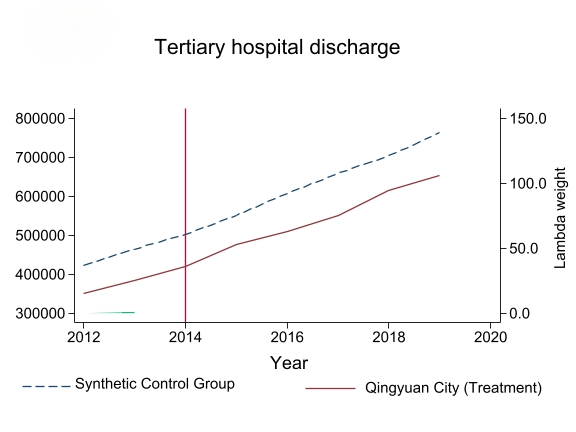 Tertiary hospital discharge
800000
700000
600000
500000
400000
300000
150.0
100.0
50.0
0.0
Lambda weight
2012 2014 2016 2018 2020
Year
Synthetic Control Group
Qingyuan City (Treatment)